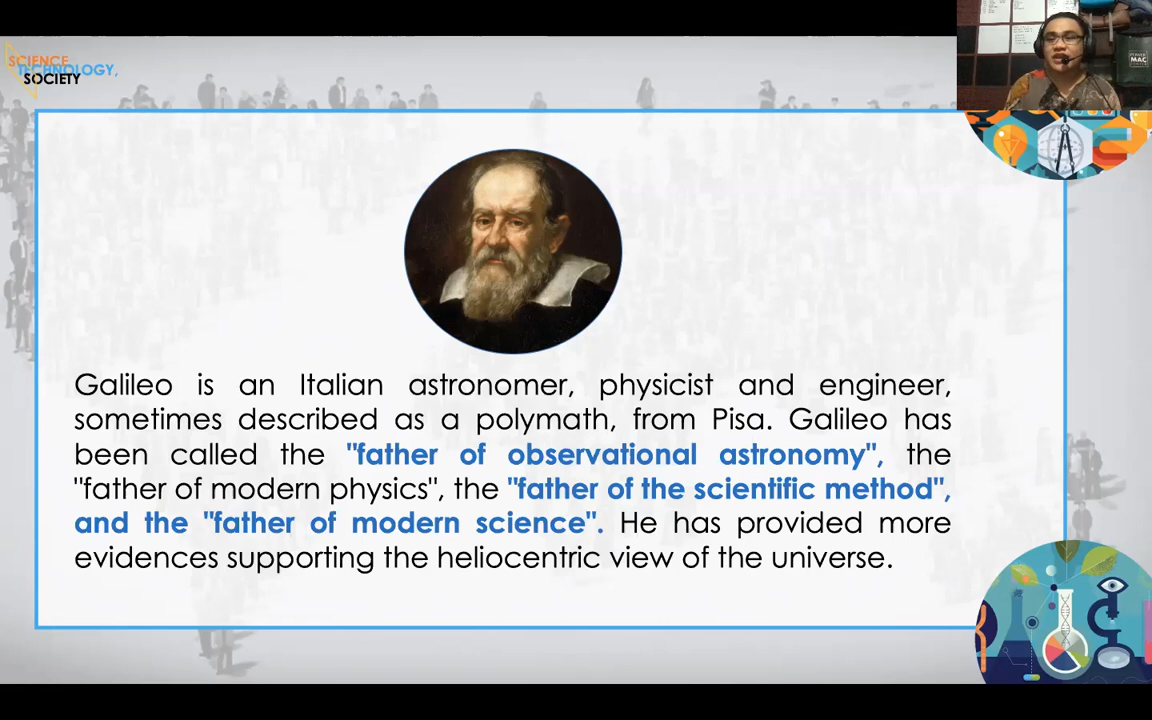 SCIENCE,
TECHNOLOGY,
SOCIETY
MAC
Galileo is an Italian astronomer, physicist and engineer,
sometimes described as a polymath, from Pisa. Galileo has
been called the "father of observational astronomy", the
"father of modern physics", the "father of the scientific method",
and the "father of modern science". He has provided more
evidences supporting the heliocentric view of the universe.